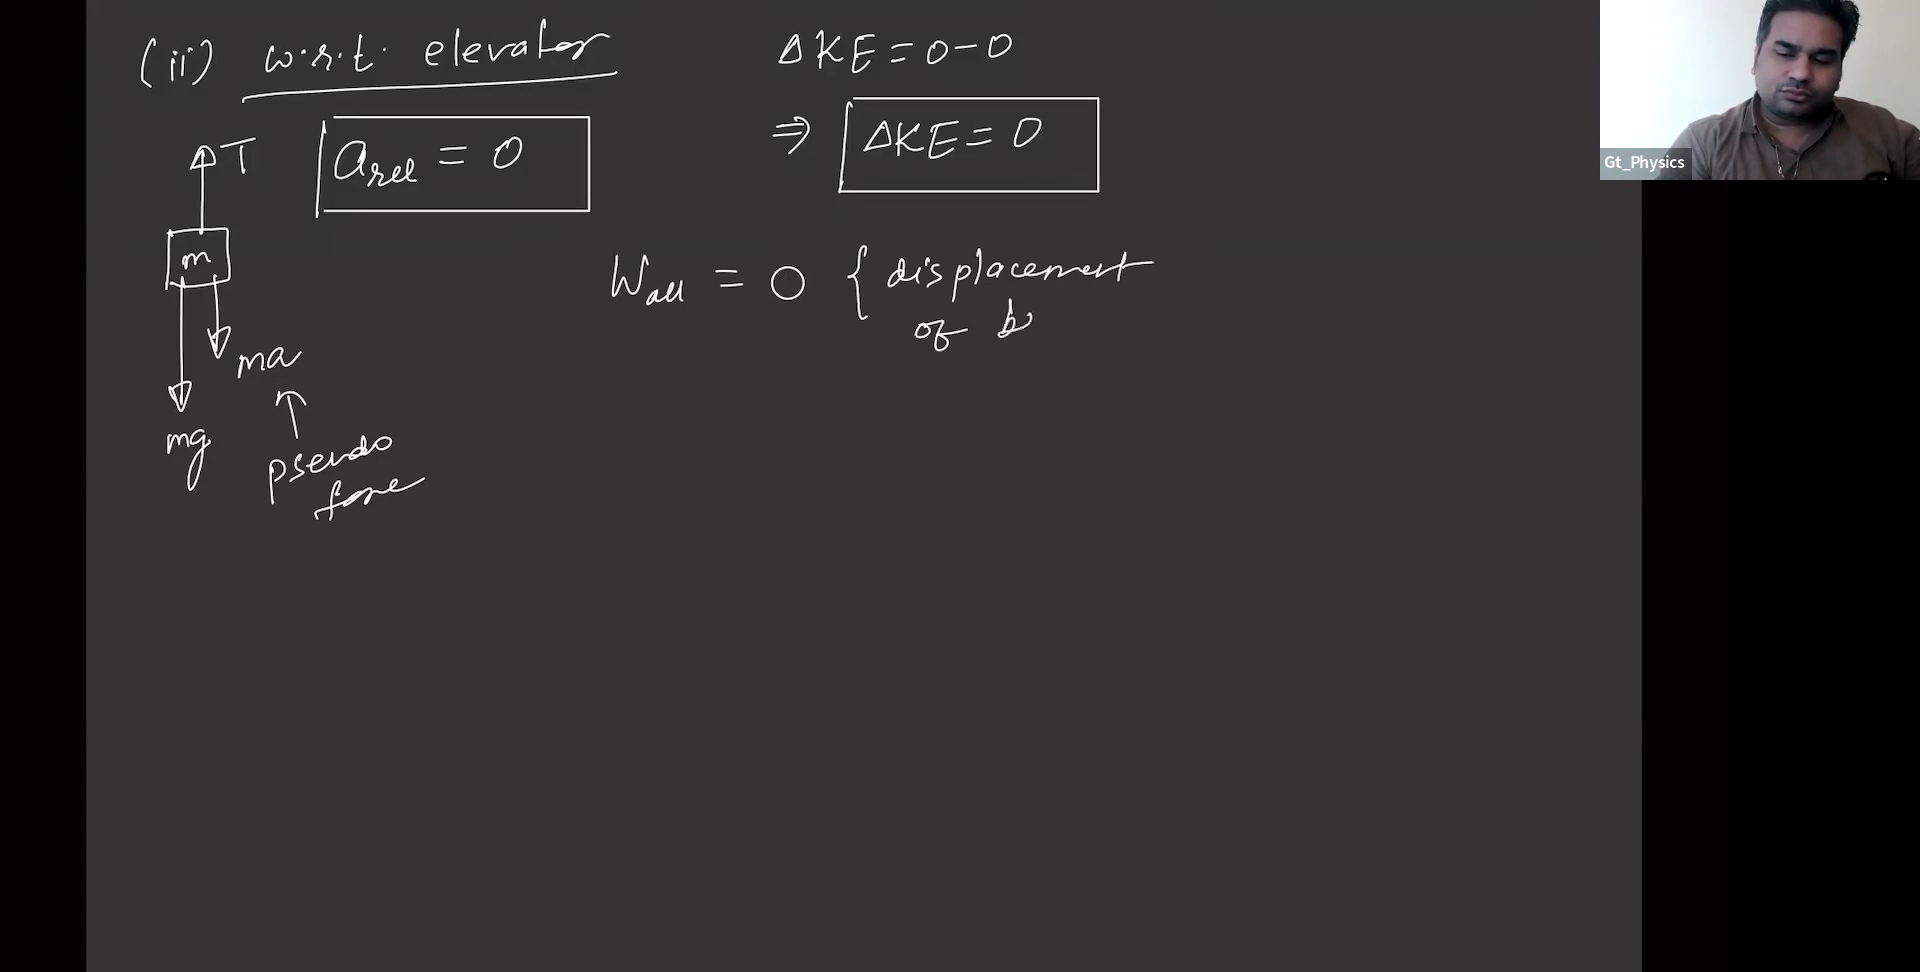 (ii) w.r.t. elevator
ΔKE = 0 - 0
T
a_rel = 0
⇒ ΔKE = 0
m
W_all = 0 { displacement
of b
ma
mg
pseudo
force
Gt_Physics